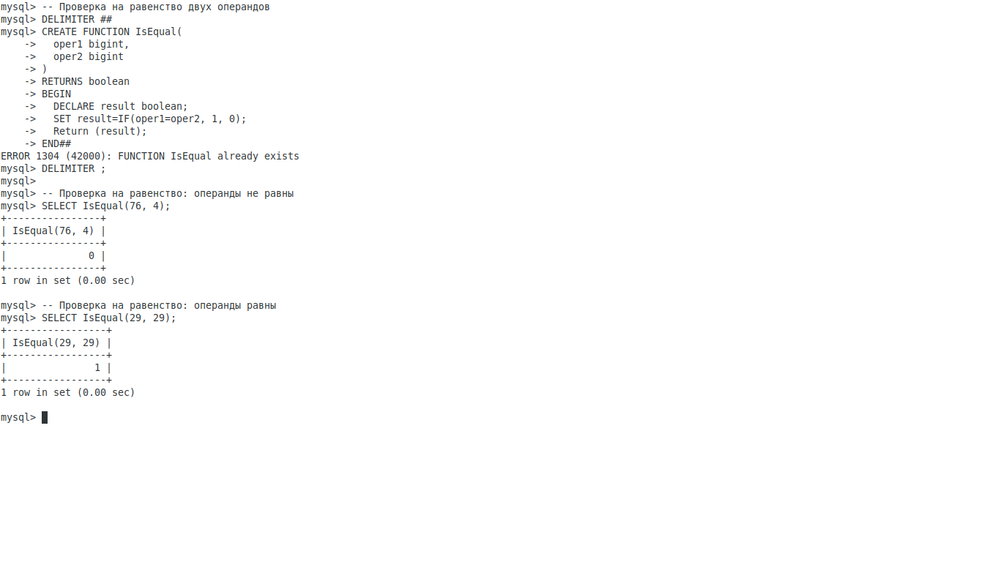 mysql> -- Проверка на равенство двух операндов
mysql> DELIMITER ##
mysql> CREATE FUNCTION IsEqual(
    ->   oper1 bigint,
    ->   oper2 bigint
    -> )
    -> RETURNS boolean
    -> BEGIN
    ->   DECLARE result boolean;
    ->   SET result=IF(oper1=oper2, 1, 0);
    ->   Return (result);
    -> END##
ERROR 1304 (42000): FUNCTION IsEqual already exists
mysql> DELIMITER ;
mysql>
mysql> -- Проверка на равенство: операнды не равны
mysql> SELECT IsEqual(76, 4);
+----------------+
| IsEqual(76, 4) |
+----------------+
|              0 |
+----------------+
1 row in set (0.00 sec)

mysql> -- Проверка на равенство: операнды равны
mysql> SELECT IsEqual(29, 29);
+-----------------+
| IsEqual(29, 29) |
+-----------------+
|               1 |
+-----------------+
1 row in set (0.00 sec)

mysql>